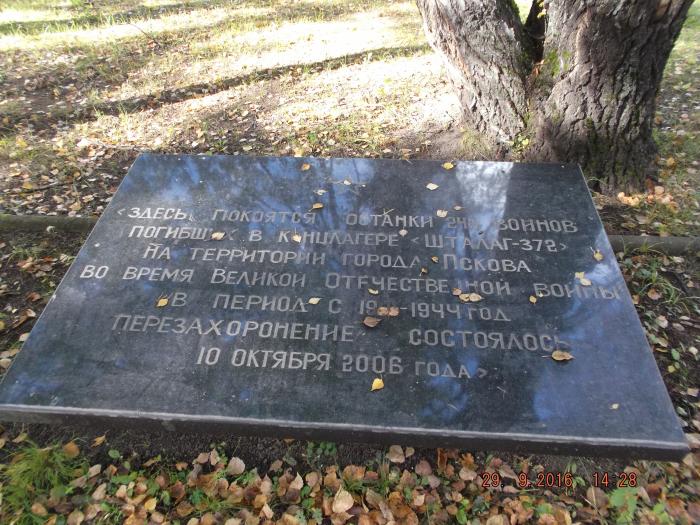 «ЗДЕСЬ ПОКОЯТСЯ ОСТАНКИ ВОИНОВ
ПОГИБШИХ В КОНЦЛАГЕРЕ «ШТАЛАГ-372»
НА ТЕРРИТОРИИ ГОРОДА ПСКОВА
ВО ВРЕМЯ ВЕЛИКОЙ ОТЕЧЕСТВЕННОЙ ВОЙНЫ
В ПЕРИОД С ГОД
ПЕРЕЗАХОРОНЕНИЕ СОСТОЯЛОСЬ
10 ОКТЯБРЯ 2006 ГОДА»
29. 9.2016 14:28